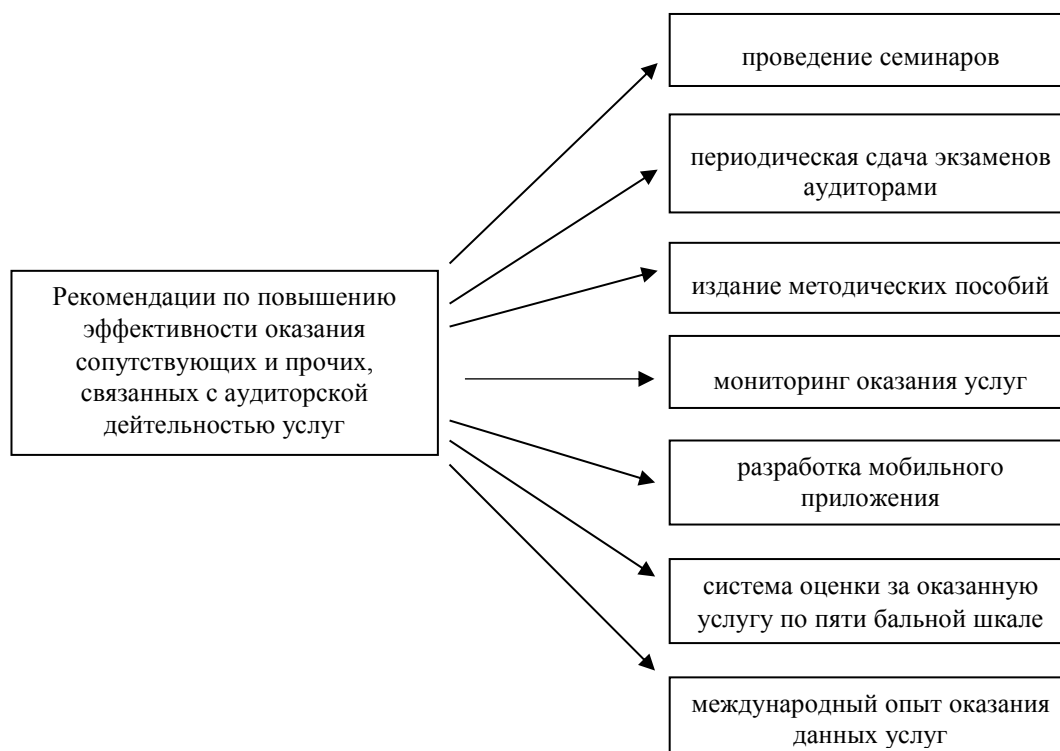 проведение семинаров
периодическая сдача экзаменов
аудиторами
издание методических пособий
Рекомендации по повышению
эффективности оказания
сопутствующих и прочих,
связанных с аудиторской
дейтельностью услуг
мониторинг оказания услуг
разработка мобильного
приложения
система оценки за оказанную
услугу по пяти бальной шкале
международный опыт оказания
данных услуг